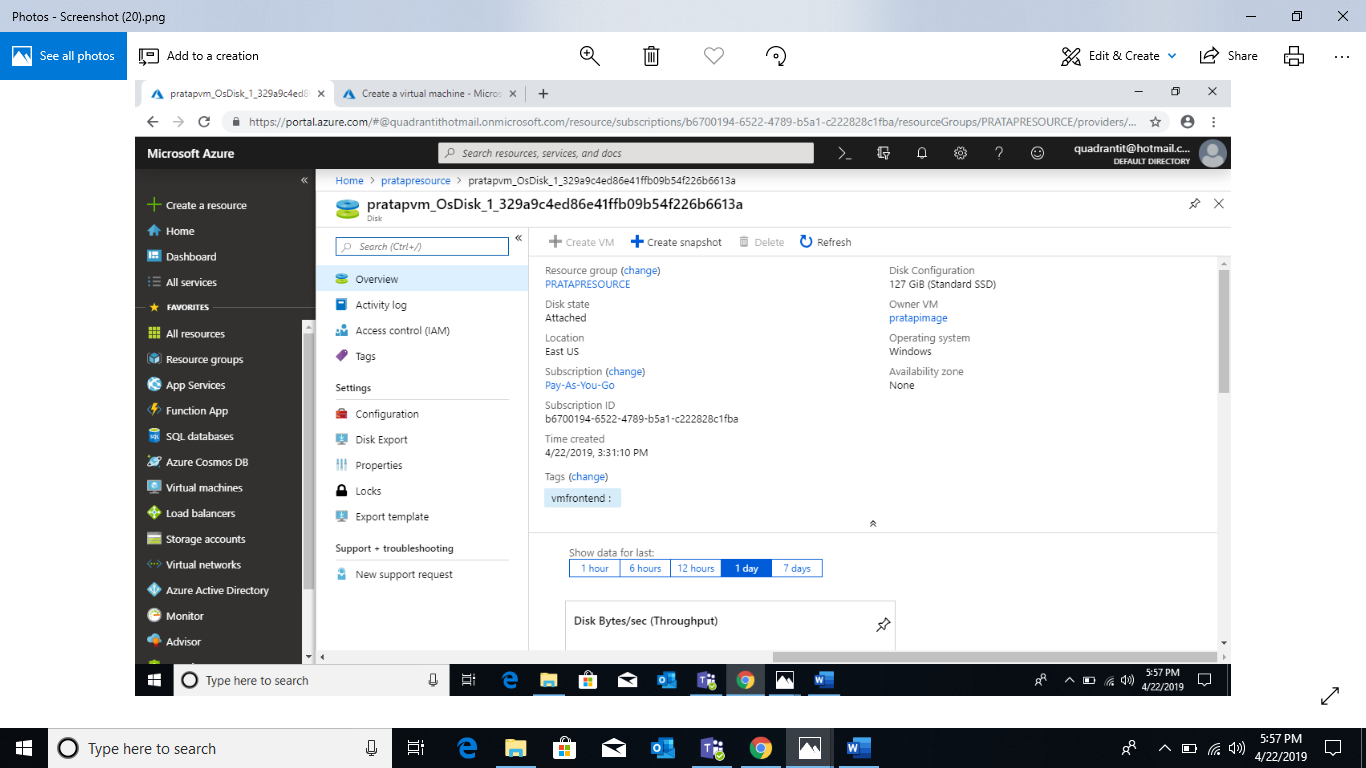 Photos - Screenshot (20).png
See all photos
Add to a creation
Edit & Create
Share
pratapvm_OsDisk_1_329a9c4ed8
Create a virtual machine - Micros
https://portal.azure.com/#@quadrantithotmail.onmicrosoft.com/resource/subscriptions/b6700194-6522-4789-b5a1-c222828c1fba/resourceGroups/PRATAPRESOURCE/providers/...
Microsoft Azure
Search resources, services, and docs
quadrantit@hotmail.c...
DEFAULT DIRECTORY
Create a resource
Home
Dashboard
All services
FAVORITES
All resources
Resource groups
App Services
Function App
SQL databases
Azure Cosmos DB
Virtual machines
Load balancers
Storage accounts
Virtual networks
Azure Active Directory
Monitor
Advisor
Home > pratapresource > pratapvm_OsDisk_1_329a9c4ed86e41ffb09b54f226b6613a
pratapvm_OsDisk_1_329a9c4ed86e41ffb09b54f226b6613a
Disk
Search (Ctrl+/)
Overview
Activity log
Access control (IAM)
Tags
Settings
Configuration
Disk Export
Properties
Locks
Export template
Support + troubleshooting
New support request
Create VM
Create snapshot
Delete
Refresh
Resource group (change)
PRATAPRESOURCE
Disk state
Attached
Location
East US
Subscription (change)
Pay-As-You-Go
Subscription ID
b6700194-6522-4789-b5a1-c222828c1fba
Time created
4/22/2019, 3:31:10 PM
Tags (change)
vmfrontend :
Disk Configuration
127 GiB (Standard SSD)
Owner VM
pratapimage
Operating system
Windows
Availability zone
None
Show data for last:
1 hour
6 hours
12 hours
1 day
7 days
Disk Bytes/sec (Throughput)
Type here to search
5:57 PM
4/22/2019
Type here to search
5:57 PM
4/22/2019